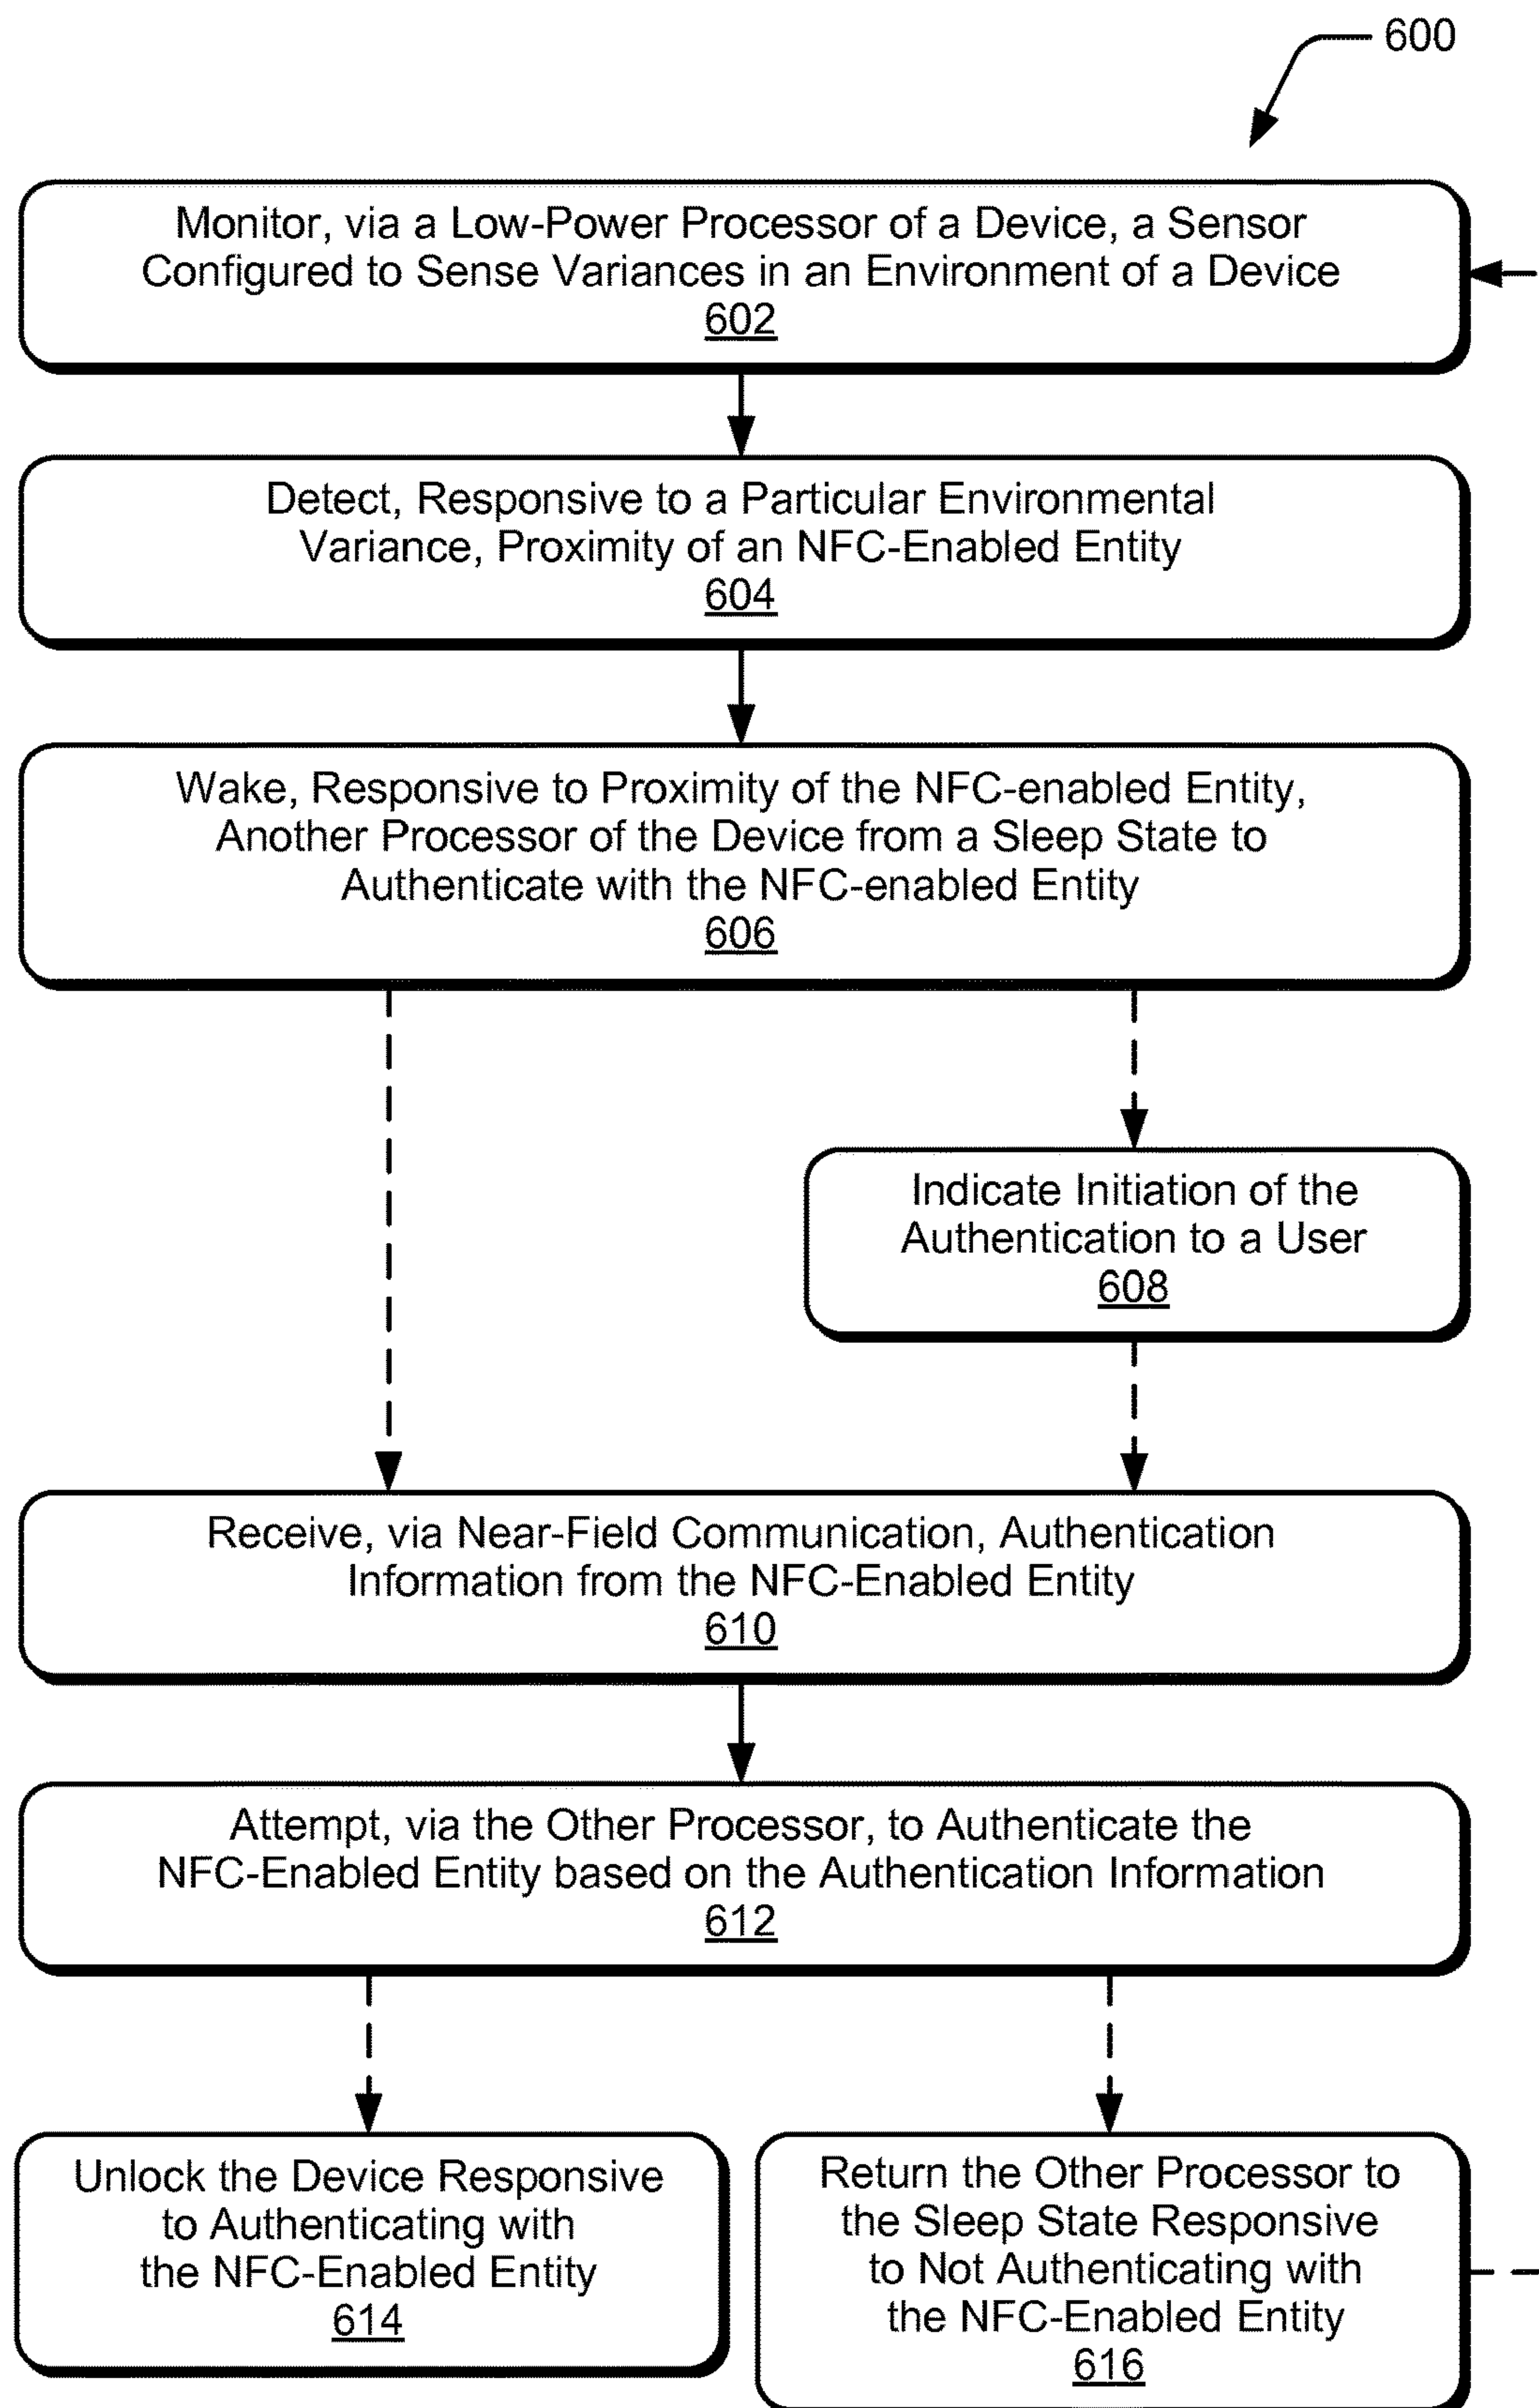 600
Monitor, via a Low-Power Processor of a Device, a Sensor
Configured to Sense Variances in an Environment of a Device
602
Detect, Responsive to a Particular Environmental
Variance, Proximity of an NFC-Enabled Entity
604
Wake, Responsive to Proximity of the NFC-enabled Entity,
Another Processor of the Device from a Sleep State to
Authenticate with the NFC-enabled Entity
606
Indicate Initiation of the
Authentication to a User
608
Receive, via Near-Field Communication, Authentication
Information from the NFC-Enabled Entity
610
Attempt, via the Other Processor, to Authenticate the
NFC-Enabled Entity based on the Authentication Information
612
Unlock the Device Responsive
to Authenticating with
the NFC-Enabled Entity
614
Return the Other Processor to
the Sleep State Responsive
to Not Authenticating with
the NFC-Enabled Entity
616